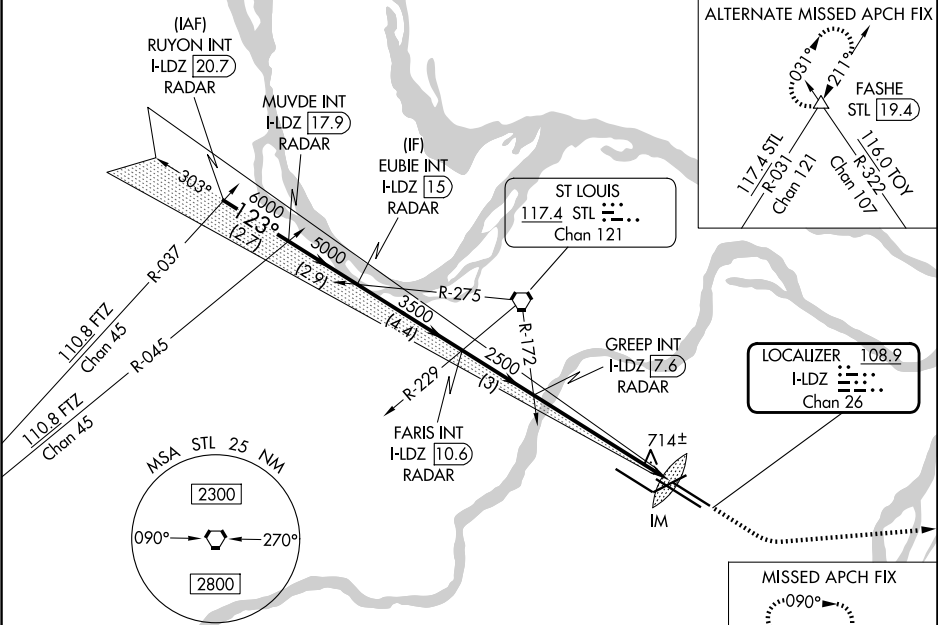 (IAF)
RUYON INT
I-LDZ 20.7
RADAR
MUVDE INT
I-LDZ 17.9
RADAR
(IF)
EUBIE INT
I-LDZ 15
RADAR
ALTERNATE MISSED APCH FIX
031°
211°
FASHE
STL 19.4
117.4 STL
R-031
Chan 121
116.0 TOY
R-322
Chan 107
ST LOUIS
117.4 STL
Chan 121
303°
6000
123°
(2.7)
5000
(2.9)
R-275
3500
(4.4)
R-172
2500
(3)
R-229
R-037
110.8 FTZ
Chan 45
R-045
110.8 FTZ
Chan 45
GREEP INT
I-LDZ 7.6
RADAR
LOCALIZER 108.9
I-LDZ
Chan 26
FARIS INT
I-LDZ 10.6
RADAR
714±
IM
MSA STL 25 NM
2300
090° 270°
2800
MISSED APCH FIX
090°